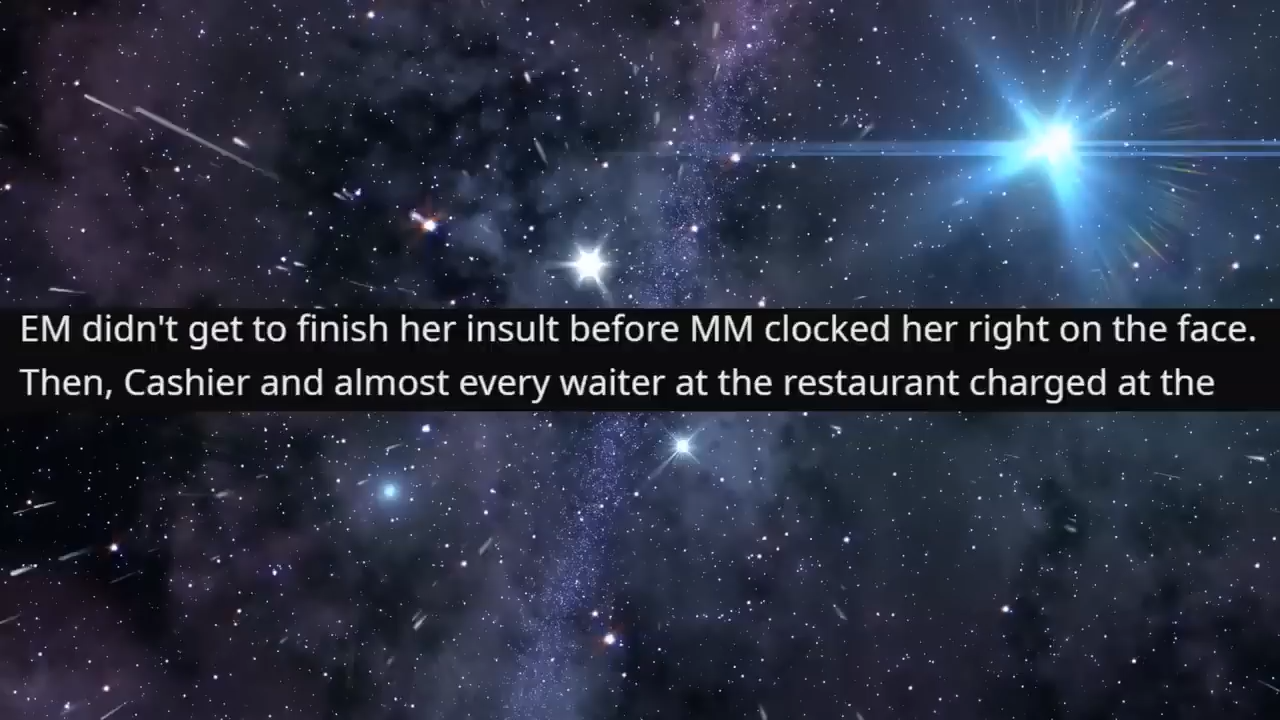 EM didn't get to finish her insult before MM clocked her right on the face.
Then, Cashier and almost every waiter at the restaurant charged at the